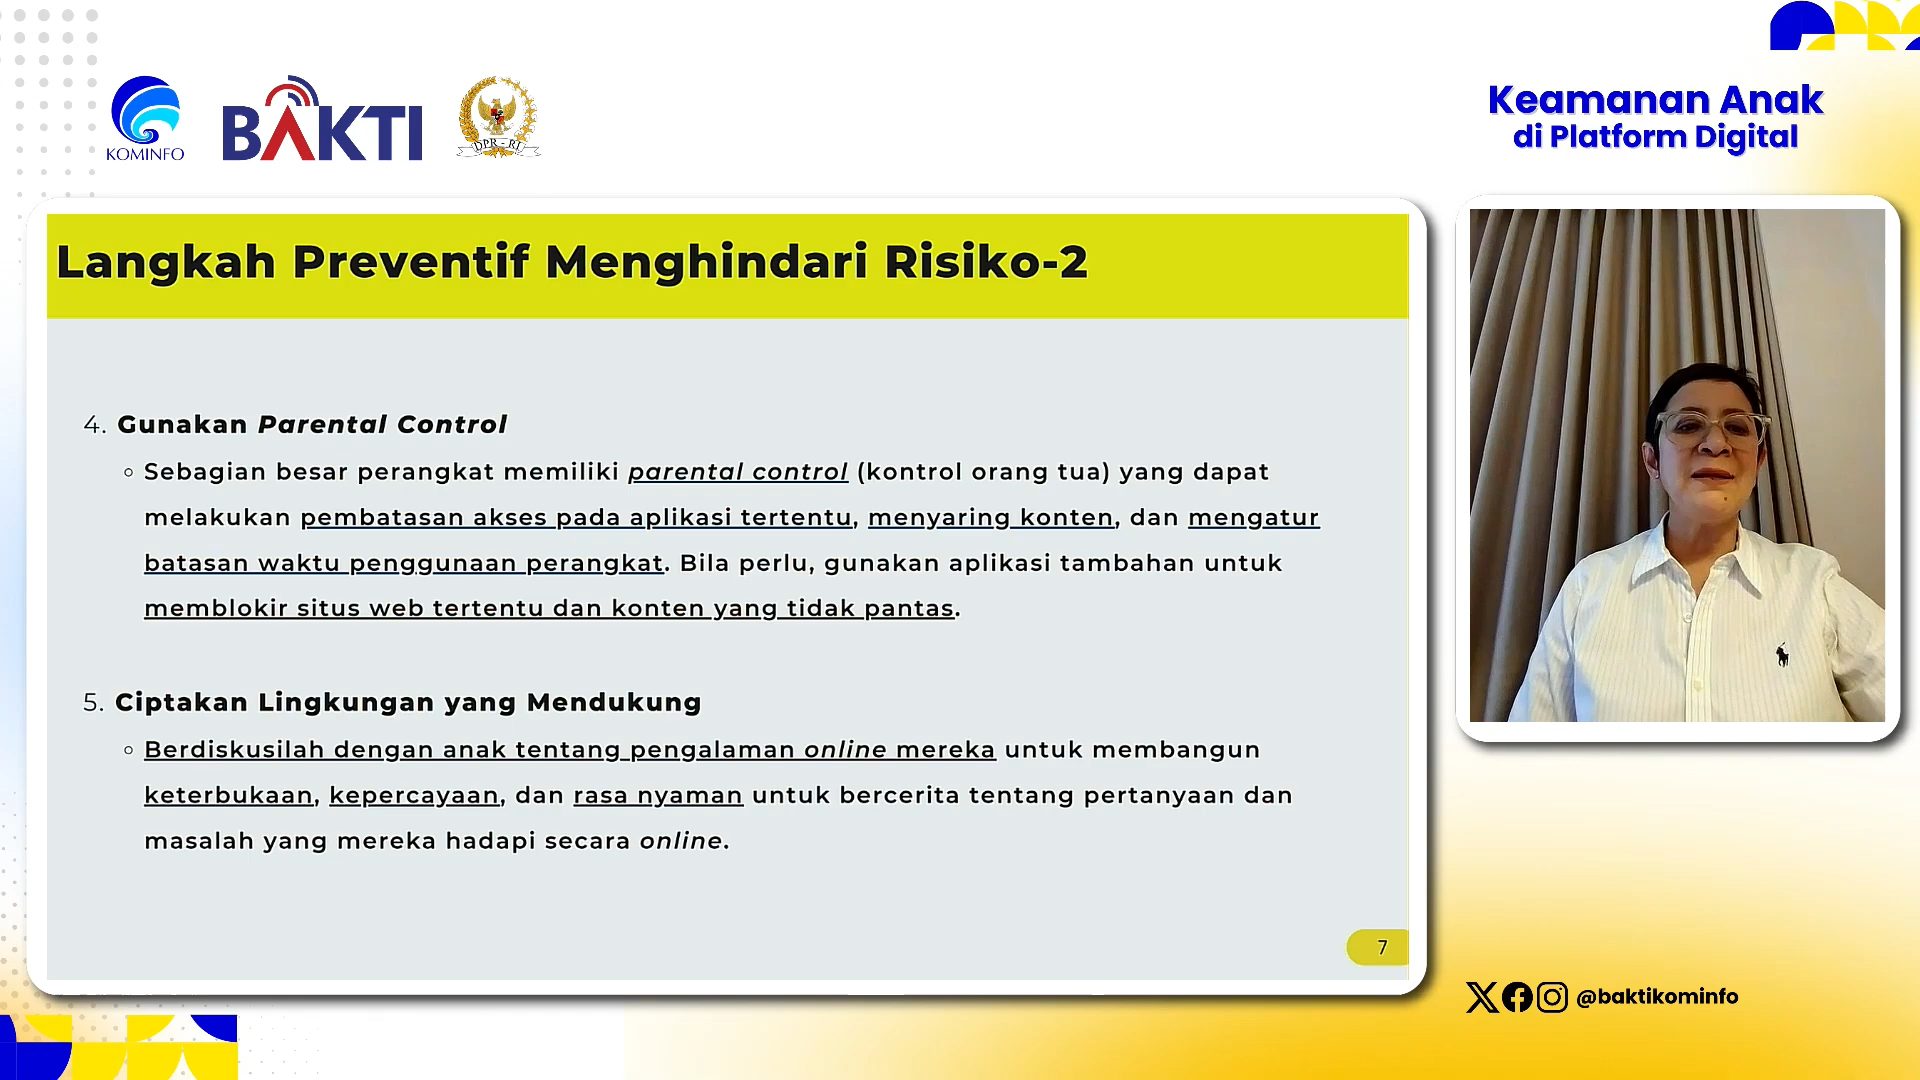 KOMINFO
BAKTI
DPR - RI
Keamanan Anak
di Platform Digital
Langkah Preventif Menghindari Risiko-2
4. Gunakan Parental Control
Sebagian besar perangkat memiliki parental control (kontrol orang tua) yang dapat
melakukan pembatasan akses pada aplikasi tertentu, menyaring konten, dan mengatur
batasan waktu penggunaan perangkat. Bila perlu, gunakan aplikasi tambahan untuk
memblokir situs web tertentu dan konten yang tidak pantas.
5. Ciptakan Lingkungan yang Mendukung
Berdiskusilah dengan anak tentang pengalaman online mereka untuk membangun
keterbukaan, kepercayaan, dan rasa nyaman untuk bercerita tentang pertanyaan dan
masalah yang mereka hadapi secara online.
7
@baktikominfo